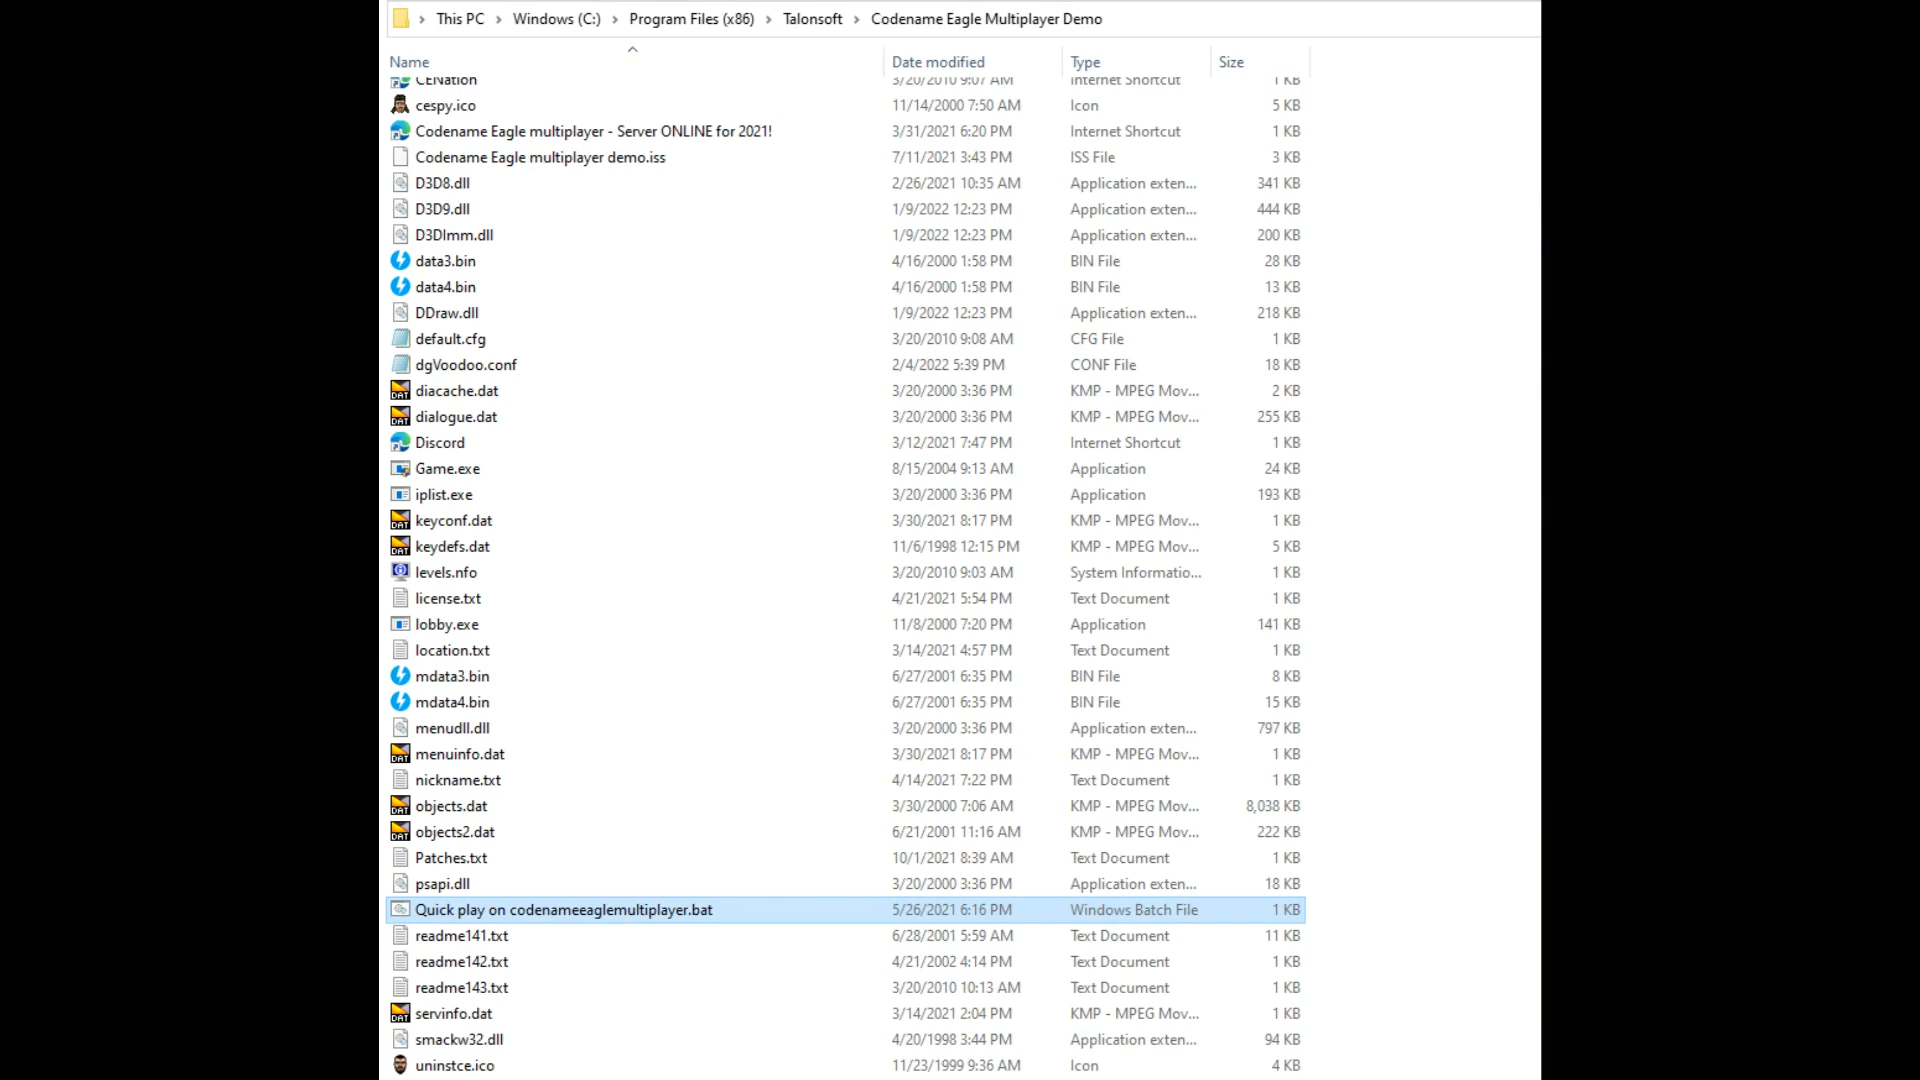 This PC > Windows (C:) > Program Files (x86) > Talonsoft > Codename Eagle Multiplayer Demo
Name Date modified Type Size
CENation 3/20/2010 9:07 AM Internet Shortcut 1 KB
cespy.ico 11/14/2000 7:50 AM Icon 5 KB
Codename Eagle multiplayer - Server ONLINE for 2021! 3/31/2021 6:20 PM Internet Shortcut 1 KB
Codename Eagle multiplayer demo.iss 7/11/2021 3:43 PM ISS File 3 KB
D3D8.dll 2/26/2021 10:35 AM Application exten... 341 KB
D3D9.dll 1/9/2022 12:23 PM Application exten... 444 KB
D3DImm.dll 1/9/2022 12:23 PM Application exten... 200 KB
data3.bin 4/16/2000 1:58 PM BIN File 28 KB
data4.bin 4/16/2000 1:58 PM BIN File 13 KB
DDraw.dll 1/9/2022 12:23 PM Application exten... 218 KB
default.cfg 3/20/2010 9:08 AM CFG File 1 KB
dgVoodoo.conf 2/4/2022 5:39 PM CONF File 18 KB
DAT diacache.dat 3/20/2000 3:36 PM KMP - MPEG Mov... 2 KB
DAT dialogue.dat 3/20/2000 3:36 PM KMP - MPEG Mov... 255 KB
Discord 3/12/2021 7:47 PM Internet Shortcut 1 KB
Game.exe 8/15/2004 9:13 AM Application 24 KB
iplist.exe 3/20/2000 3:36 PM Application 193 KB
DAT keyconf.dat 3/30/2021 8:17 PM KMP - MPEG Mov... 1 KB
DAT keydefs.dat 11/6/1998 12:15 PM KMP - MPEG Mov... 5 KB
levels.nfo 3/20/2010 9:03 AM System Informatio... 1 KB
license.txt 4/21/2021 5:54 PM Text Document 1 KB
lobby.exe 11/8/2000 7:20 PM Application 141 KB
location.txt 3/14/2021 4:57 PM Text Document 1 KB
mdata3.bin 6/27/2001 6:35 PM BIN File 8 KB
mdata4.bin 6/27/2001 6:35 PM BIN File 15 KB
menudll.dll 3/20/2000 3:36 PM Application exten... 797 KB
DAT menuinfo.dat 3/30/2021 8:17 PM KMP - MPEG Mov... 1 KB
nickname.txt 4/14/2021 7:22 PM Text Document 1 KB
DAT objects.dat 3/30/2000 7:06 AM KMP - MPEG Mov... 8,038 KB
DAT objects2.dat 6/21/2001 11:16 AM KMP - MPEG Mov... 222 KB
Patches.txt 10/1/2021 8:39 AM Text Document 1 KB
psapi.dll 3/20/2000 3:36 PM Application exten... 18 KB
Quick play on codenameeaglemultiplayer.bat 5/26/2021 6:16 PM Windows Batch File 1 KB
readme141.txt 6/28/2001 5:59 AM Text Document 11 KB
readme142.txt 4/21/2002 4:14 PM Text Document 1 KB
readme143.txt 3/20/2010 10:13 AM Text Document 1 KB
DAT servinfo.dat 3/14/2021 2:04 PM KMP - MPEG Mov... 1 KB
smackw32.dll 4/20/1998 3:44 PM Application exten... 94 KB
uninstce.ico 11/23/1999 9:36 AM Icon 4 KB